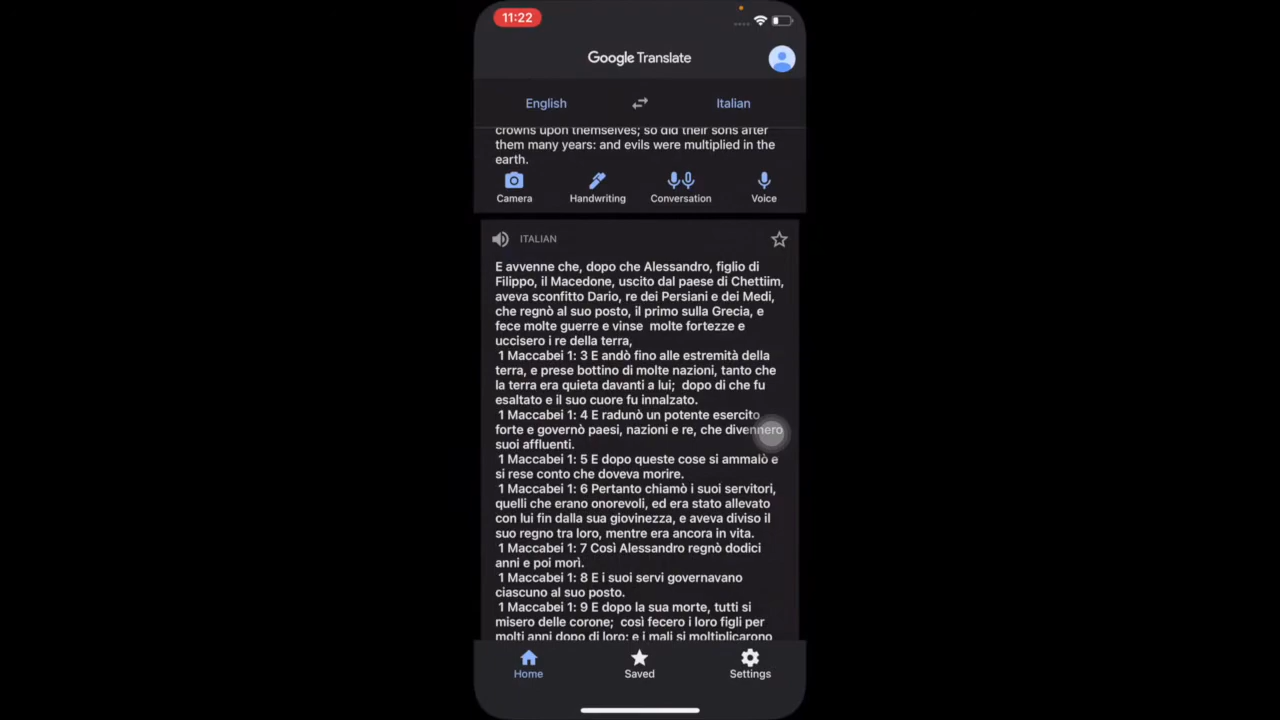 11:22
Google Translate
English
Italian
crowns upon themselves; so did their sons after
them many years: and evils were multiplied in the
earth.
Camera
Handwriting
Conversation
Voice
ITALIAN
E avvenne che, dopo che Alessandro, figlio di
Filippo, il Macedone, uscito dal paese di Chettiim,
aveva sconfitto Dario, re dei Persiani e dei Medi,
che regnò al suo posto, il primo sulla Grecia, e
fece molte guerre e vinse molte fortezze e
uccisero i re della terra,
1 Maccabei 1: 3 E andò fino alle estremità della
terra, e prese bottino di molte nazioni, tanto che
la terra era quieta davanti a lui; dopo di che fu
esaltato e il suo cuore fu innalzato.
1 Maccabei 1: 4 E radunò un potente esercito
forte e governò paesi, nazioni e re, che divennero
suoi affluenti.
1 Maccabei 1: 5 E dopo queste cose si ammalò e
si rese conto che doveva morire.
1 Maccabei 1: 6 Pertanto chiamò i suoi servitori,
quelli che erano onorevoli, ed era stato allevato
con lui fin dalla sua giovinezza, e aveva diviso il
suo regno tra loro, mentre era ancora in vita.
1 Maccabei 1: 7 Così Alessandro regnò dodici
anni e poi morì.
1 Maccabei 1: 8 E i suoi servi governavano
ciascuno al suo posto.
1 Maccabei 1: 9 E dopo la sua morte, tutti si
misero delle corone; così fecero i loro figli per
molti anni dopo di loro: e i mali si moltiplicarono
Home
Saved
Settings